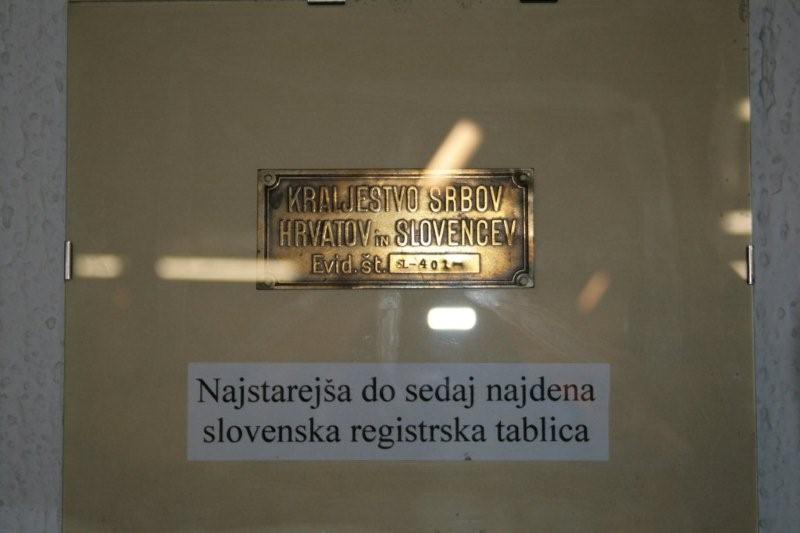 KRALJESTVO SRBOV
HRVATOV IN SLOVENCEV
Evid. št. SL-401-
Najstarejša do sedaj najdena
slovenska registrska tablica